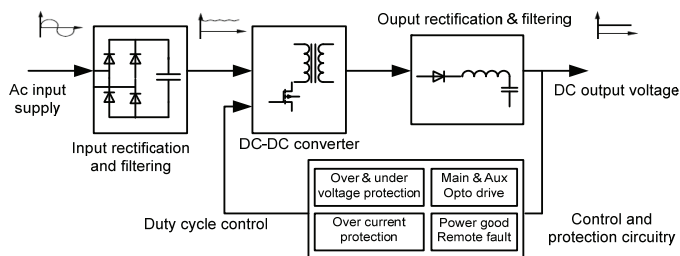 Ouput rectification & filtering
Ac input
supply
DC output voltage
Input rectification
and filtering
DC-DC converter
Over & under
voltage protection
Main & Aux
Opto drive
Over current
protection
Power good
Remote fault
Duty cycle control
Control and
protection circuitry